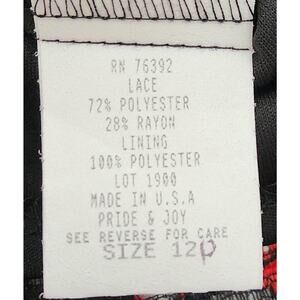 RN 76392
LACE
72% POLYESTER
28% RAYON
LINING
100% POLYESTER
LOT 1900
MADE IN U.S.A
PRIDE & JOY
SEE REVERSE FOR CARE
SIZE 12p